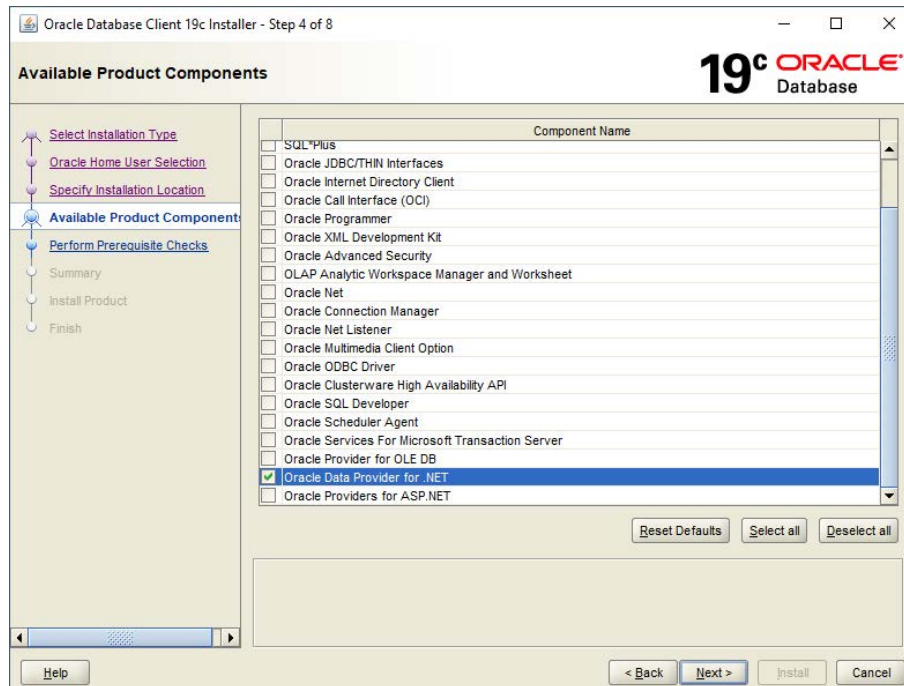 Oracle Database Client 19c Installer - Step 4 of 8
Available Product Components
19c ORACLE
Database
Select Installation Type
Oracle Home User Selection
Specify Installation Location
Available Product Components
Perform Prerequisite Checks
Summary
Install Product
Finish
Component Name
SQL*Plus
Oracle JDBC/THIN Interfaces
Oracle Internet Directory Client
Oracle Call Interface (OCI)
Oracle Programmer
Oracle XML Development Kit
Oracle Advanced Security
OLAP Analytic Workspace Manager and Worksheet
Oracle Net
Oracle Connection Manager
Oracle Net Listener
Oracle Multimedia Client Option
Oracle ODBC Driver
Oracle Clusterware High Availability API
Oracle SQL Developer
Oracle Scheduler Agent
Oracle Services For Microsoft Transaction Server
Oracle Provider for OLE DB
Oracle Data Provider for .NET
Oracle Providers for ASP.NET
Reset Defaults Select all Deselect all
Help < Back Next > Install Cancel